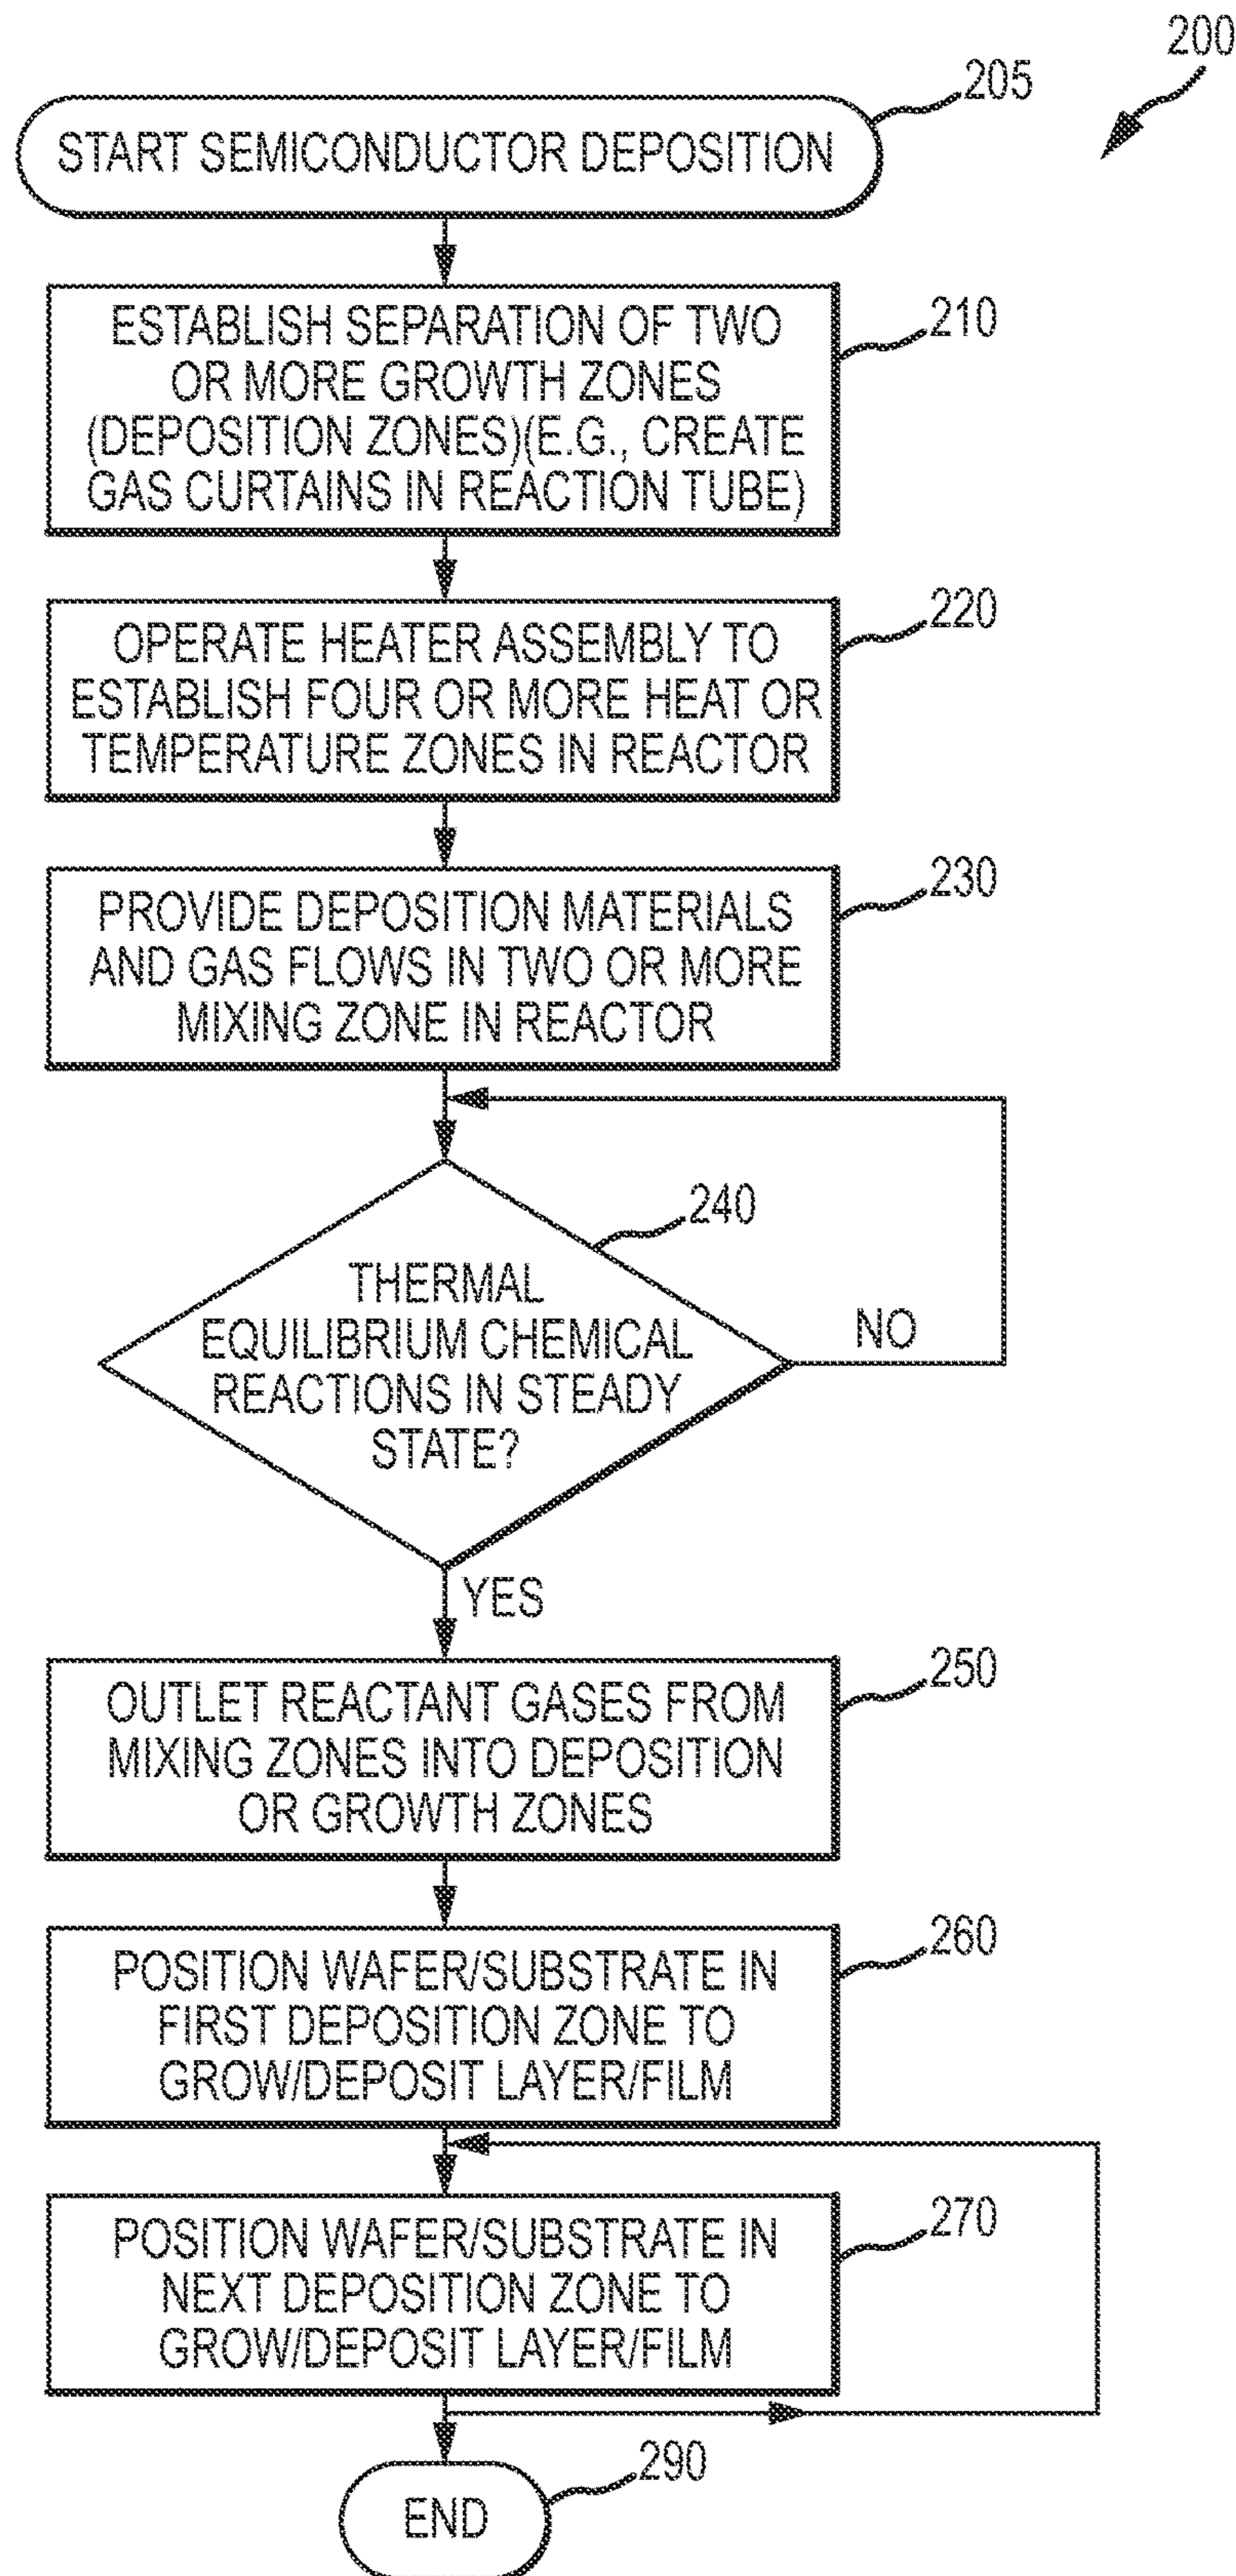 200
205
START SEMICONDUCTOR DEPOSITION
210
ESTABLISH SEPARATION OF TWO
OR MORE GROWTH ZONES
(DEPOSITION ZONES)(E.G., CREATE
GAS CURTAINS IN REACTION TUBE)
220
OPERATE HEATER ASSEMBLY TO
ESTABLISH FOUR OR MORE HEAT OR
TEMPERATURE ZONES IN REACTOR
230
PROVIDE DEPOSITION MATERIALS
AND GAS FLOWS IN TWO OR MORE
MIXING ZONE IN REACTOR
240
THERMAL
EQUILIBRIUM CHEMICAL
REACTIONS IN STEADY
STATE?
NO
YES
250
OUTLET REACTANT GASES FROM
MIXING ZONES INTO DEPOSITION
OR GROWTH ZONES
260
POSITION WAFER/SUBSTRATE IN
FIRST DEPOSITION ZONE TO
GROW/DEPOSIT LAYER/FILM
270
POSITION WAFER/SUBSTRATE IN
NEXT DEPOSITION ZONE TO
GROW/DEPOSIT LAYER/FILM
290
END